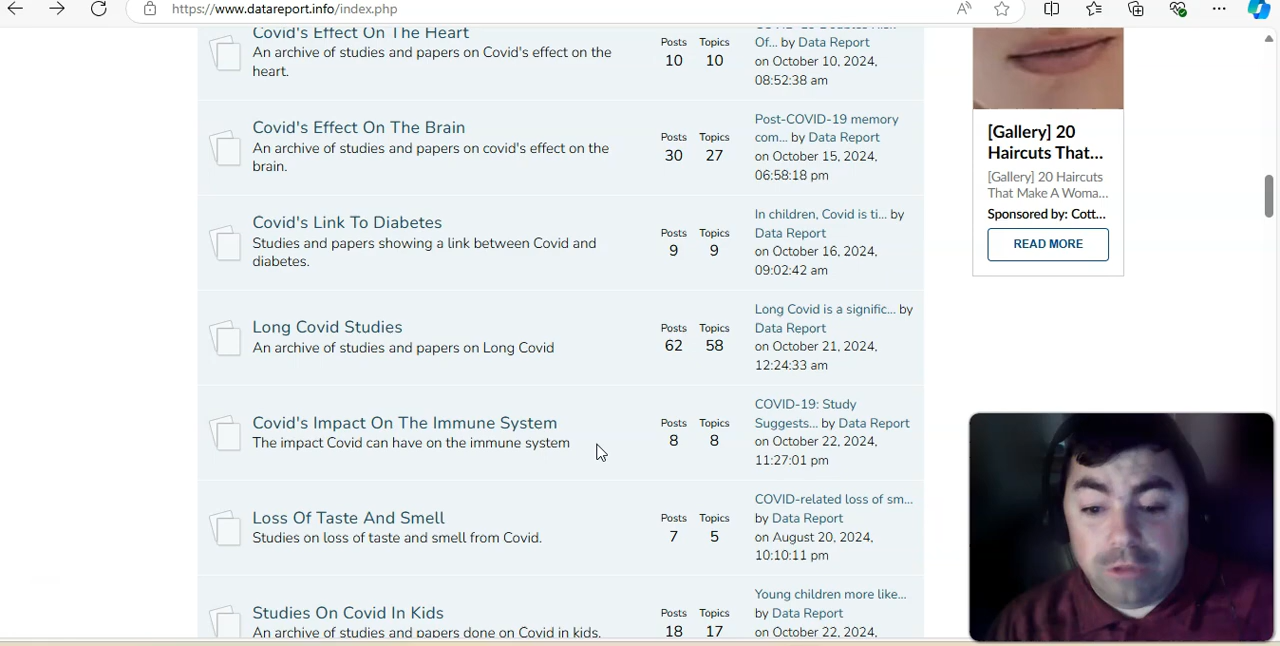 https://www.datareport.info/index.php
Covid's Effect On The Heart
An archive of studies and papers on Covid's effect on the
heart.
Posts
10
Topics
10
Of... by Data Report
on October 10, 2024,
08:52:38 am
Covid's Effect On The Brain
An archive of studies and papers on covid's effect on the
brain.
Posts
30
Topics
27
Post-COVID-19 memory
com... by Data Report
on October 15, 2024,
06:58:18 pm
Covid's Link To Diabetes
Studies and papers showing a link between Covid and
diabetes.
Posts
9
Topics
9
In children, Covid is ti... by
Data Report
on October 16, 2024,
09:02:42 am
Long Covid Studies
An archive of studies and papers on Long Covid
Posts
62
Topics
58
Long Covid is a signific... by
Data Report
on October 21, 2024,
12:24:33 am
Covid's Impact On The Immune System
The impact Covid can have on the immune system
Posts
8
Topics
8
COVID-19: Study
Suggests... by Data Report
on October 22, 2024,
11:27:01 pm
Loss Of Taste And Smell
Studies on loss of taste and smell from Covid.
Posts
7
Topics
5
COVID-related loss of sm...
by Data Report
on August 20, 2024,
10:10:11 pm
Studies On Covid In Kids
An archive of studies and papers done on Covid in kids.
Posts
18
Topics
17
Young children more like...
by Data Report
on October 22, 2024,
[Gallery] 20
Haircuts That...
[Gallery] 20 Haircuts
That Make A Woma...
Sponsored by: Cott...
READ MORE